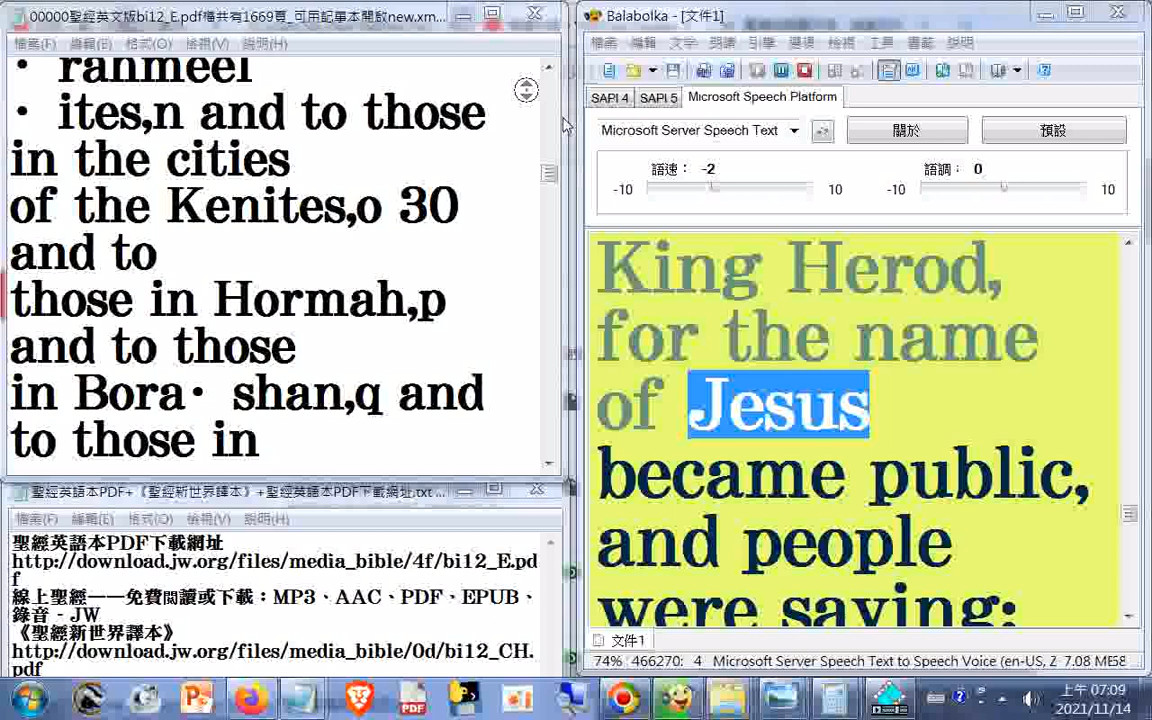 00000聖經英文版bi12_E.pdf檔共有1669頁_可用記事本開啟new.xm...
檔案(F) 編輯(E) 格式(O) 檢視(V) 說明(H)
· rahmeel
· ites,n and to those
in the cities
of the Kenites,o 30
and to
those in Hormah,p
and to those
in Bora· shan,q and
to those in
聖經英語本PDF+《聖經新世界譯本》+聖經英語本PDF下載網址.txt ...
檔案(F) 編輯(E) 格式(O) 檢視(V) 說明(H)
聖經英語本PDF下載網址
http://download.jw.org/files/media_bible/4f/bi12_E.pd
f
線上聖經——免費閱讀或下載：MP3、AAC、PDF、EPUB、
錄音 - JW
《聖經新世界譯本》
http://download.jw.org/files/media_bible/0d/bi12_CH.
pdf
Balabolka - [文件1]
檔案 編輯 文字 朗讀 引擎 選項 檢視 工具 書籤 說明
SAPI 4 SAPI 5 Microsoft Speech Platform
Microsoft Server Speech Text 關於 預設
語速： -2 語調： 0
-10 10 -10 10
King Herod,
for the name
of Jesus
became public,
and people
were saying:
文件1
74% 466270: 4 Microsoft Server Speech Text to Speech Voice (en-US, Z 7.08 ME58
PDF
上午 07:09
2021/11/14